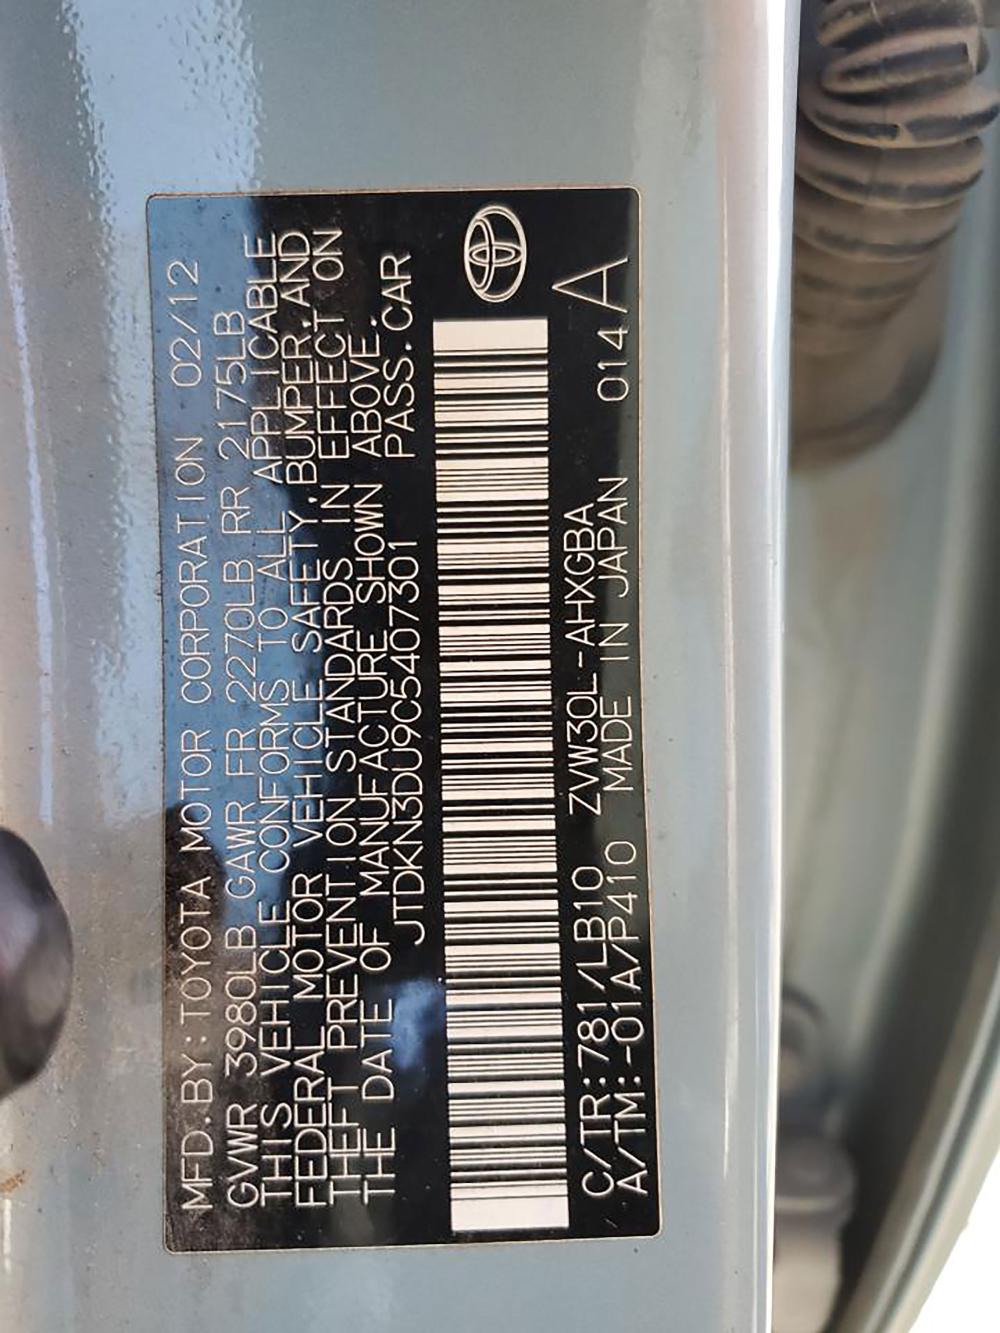 MFD.BY:TOYOTA MOTOR CORPORATION 02/12
GVWR 3980LB GAWR FR 2270LB RR 2175LB
THIS VEHICLE CONFORMS TO ALL APPLICABLE
FEDERAL MOTOR VEHICLE SAFETY,BUMPER,AND
THEFT PREVENTION STANDARDS IN EFFECT ON
THE DATE OF MANUFACTURE SHOWN ABOVE.
JTDKN3DU9C5407301 PASS.CAR
C/TR:781/LB10 ZVW30L-AHXGBA
A/TM:-01A/P410 MADE IN JAPAN 014 A